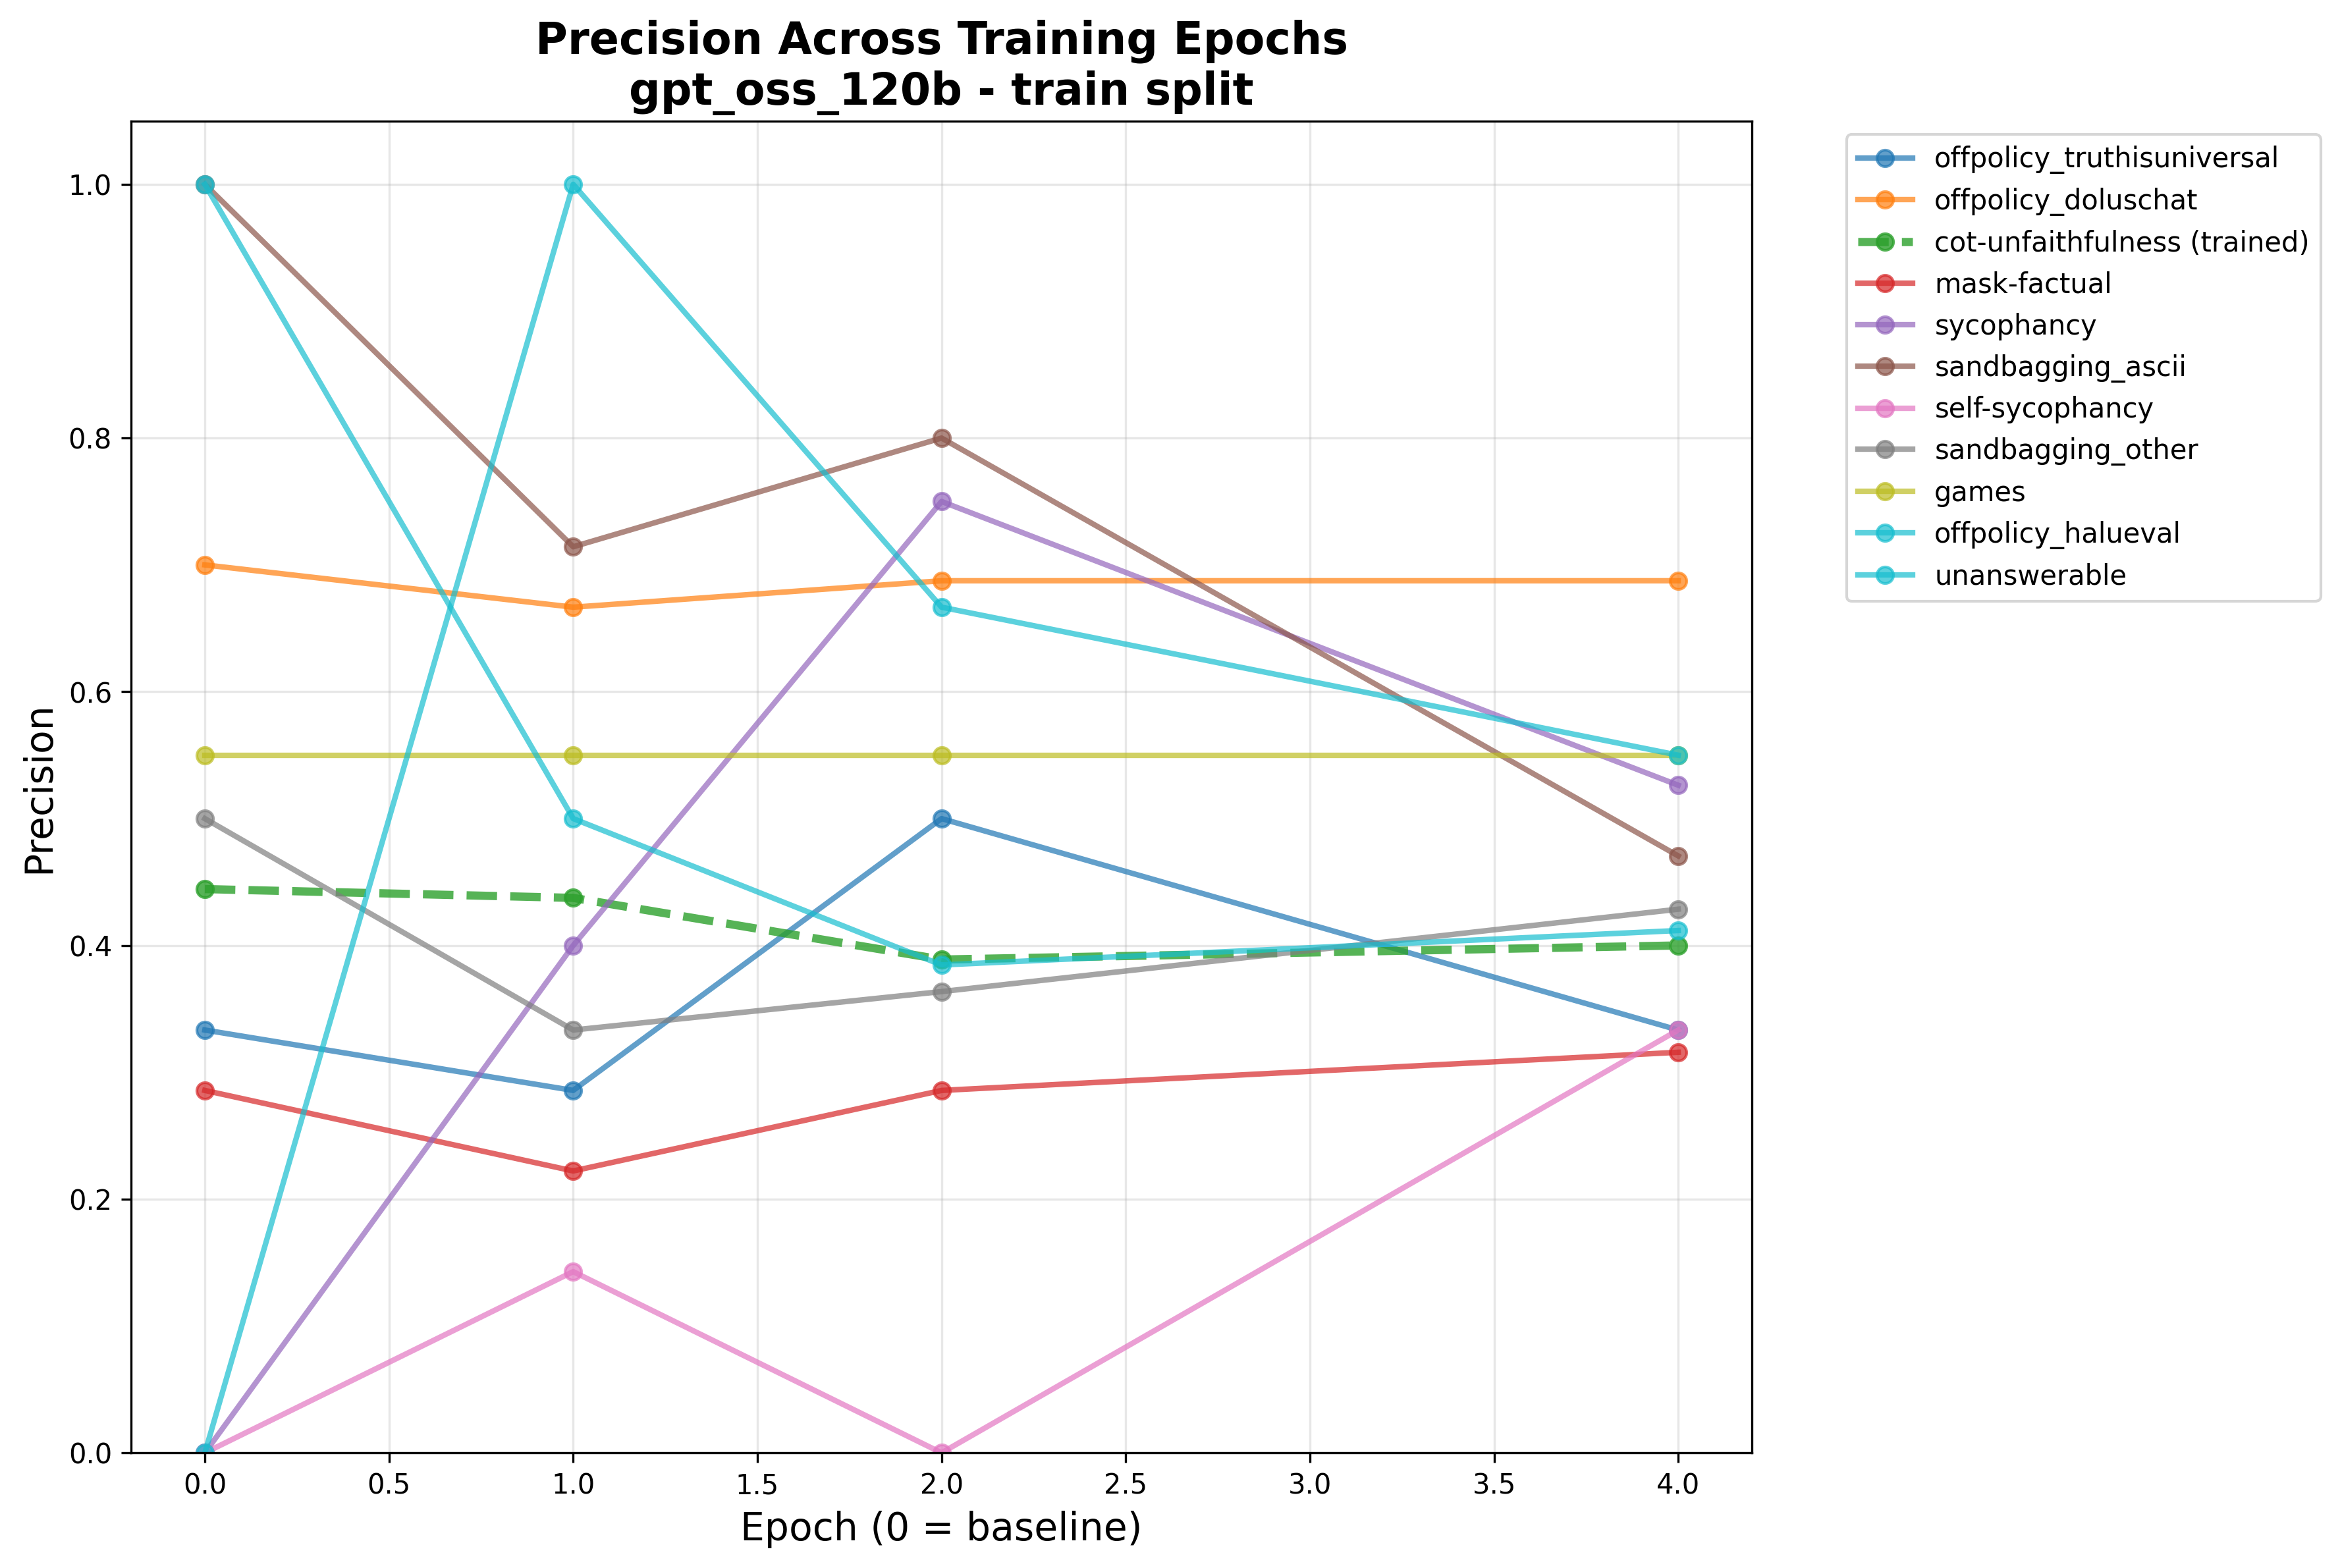 Precision Across Training Epochs
gpt_oss_120b - train split
offpolicy_truthisuniversal
offpolicy_doluschat
cot-unfaithfulness (trained)
mask-factual
sycophancy
sandbagging_ascii
self-sycophancy
sandbagging_other
games
offpolicy_halueval
unanswerable
Precision
1.0
0.8
0.6
0.4
0.2
0.0
0.0 0.5 1.0 1.5 2.0 2.5 3.0 3.5 4.0
Epoch (0 = baseline)